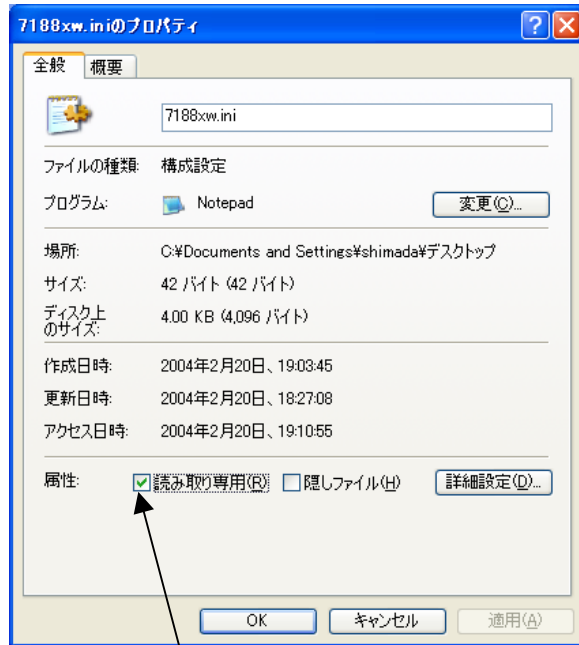 7188xw.iniのプロパティ
全般 概要
7188xw.ini
ファイルの種類: 構成設定
プログラム: Notepad 変更(C)...
場所: C:¥Documents and Settings¥shimada¥デスクトップ
サイズ: 42 バイト (42 バイト)
ディスク上
のサイズ: 4.00 KB (4,096 バイト)
作成日時: 2004年2月20日、19:03:45
更新日時: 2004年2月20日、18:27:08
アクセス日時: 2004年2月20日、19:10:55
属性: 読み取り専用(R) 隠しファイル(H) 詳細設定(D)...
OK キャンセル 適用(A)